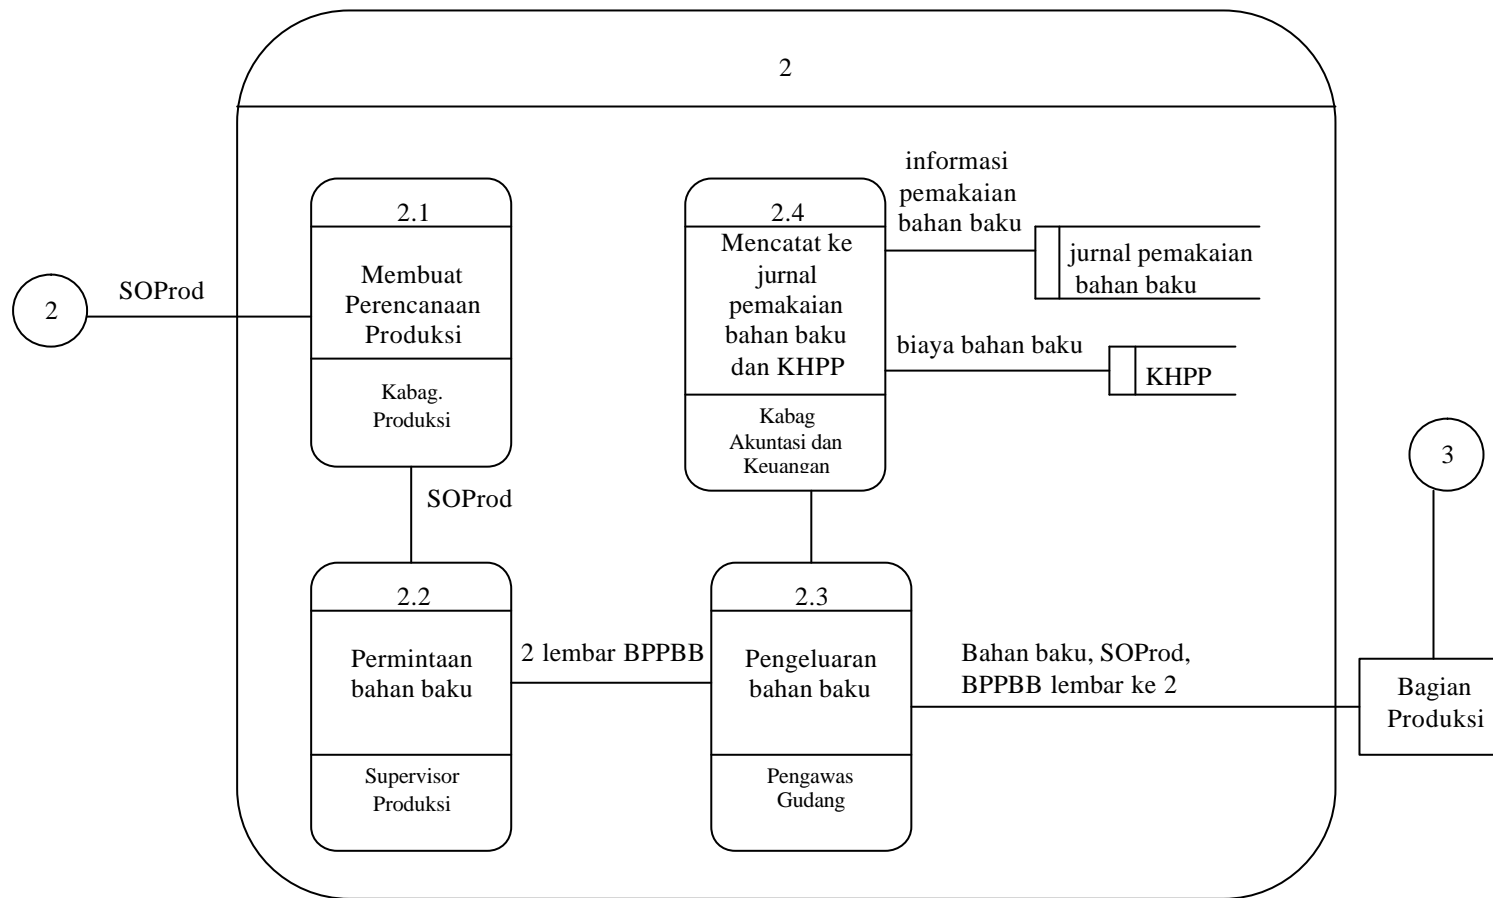 2
2
SOProd
2.1
Membuat
Perencanaan
Produksi
Kabag.
Produksi
SOProd
2.2
Permintaan
bahan baku
Supervisor
Produksi
2 lembar BPPBB
2.3
Pengeluaran
bahan baku
Pengawas
Gudang
2.4
Mencatat ke
jurnal
pemakaian
bahan baku
dan KHPP
Kabag
Akuntasi dan
Keuangan
informasi
pemakaian
bahan baku
jurnal pemakaian
bahan baku
biaya bahan baku
KHPP
Bahan baku, SOProd,
BPPBB lembar ke 2
Bagian
Produksi
3